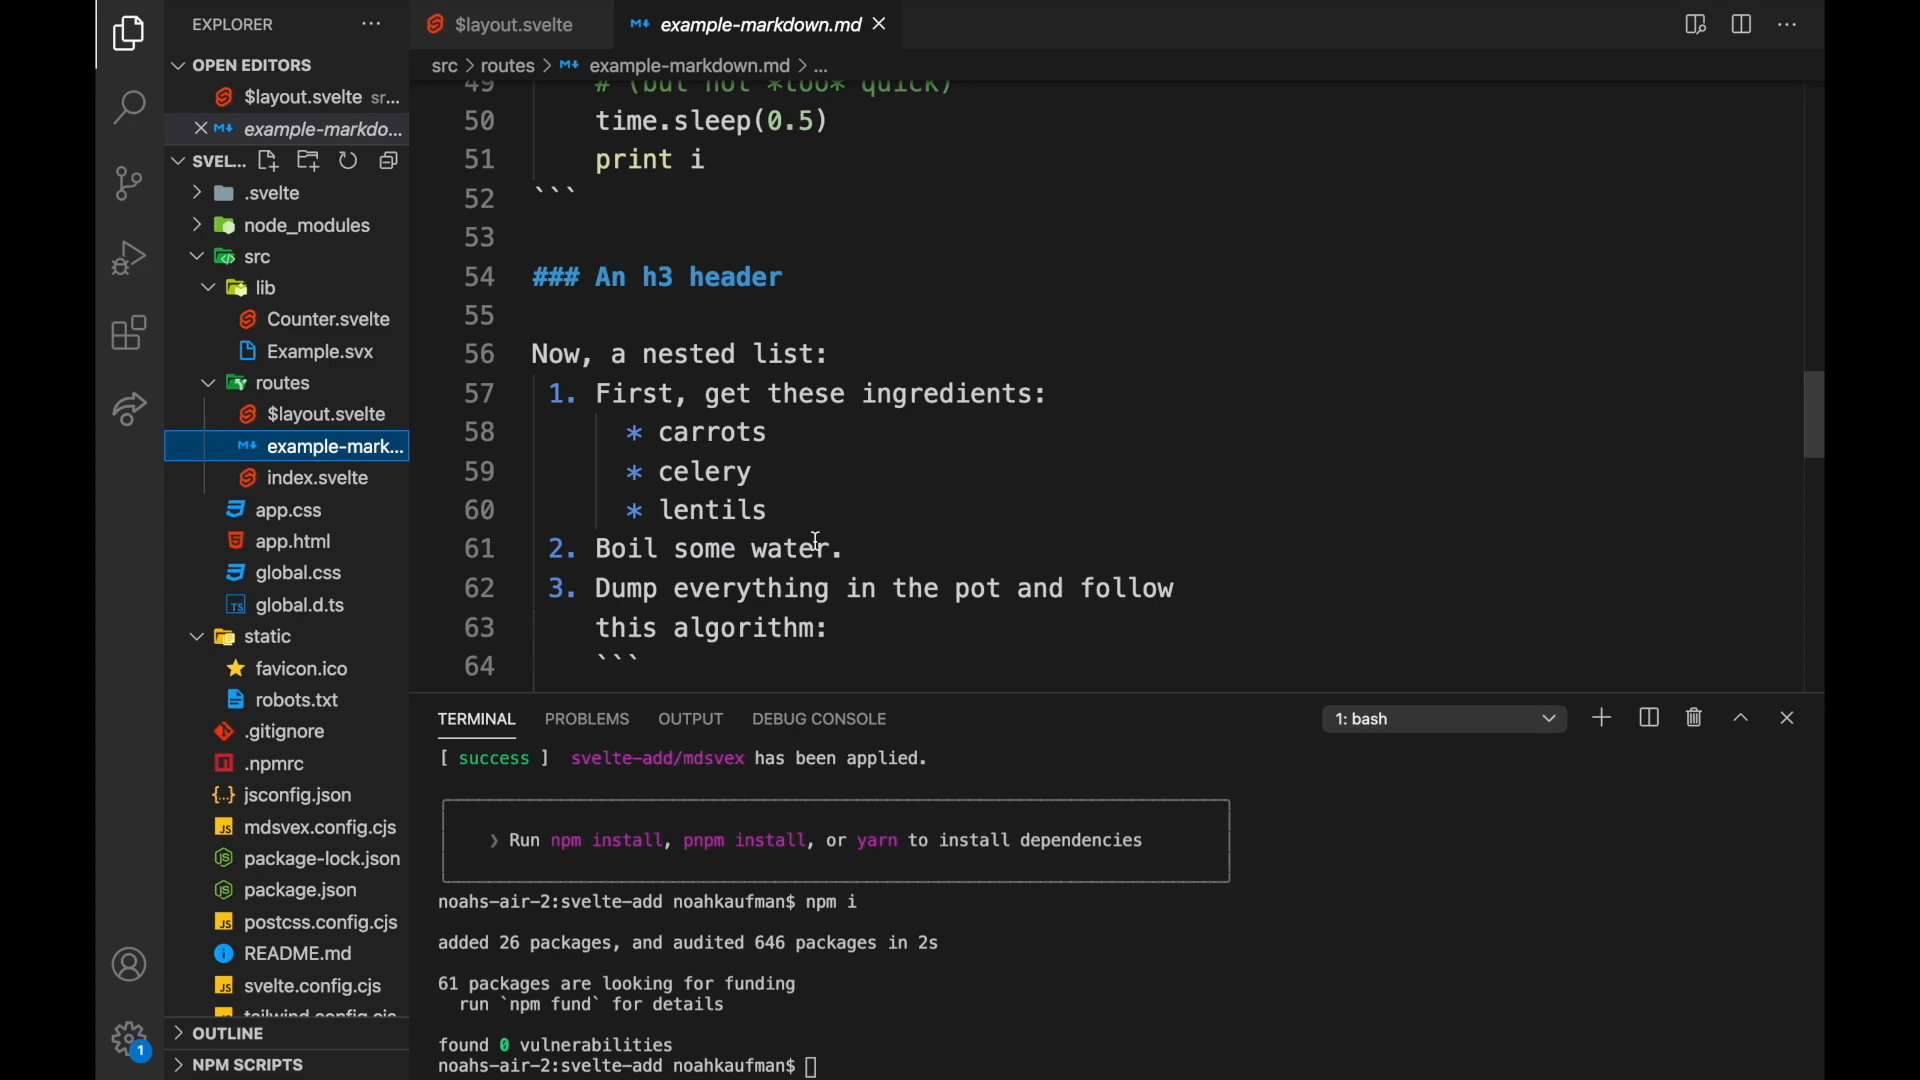 EXPLORER
OPEN EDITORS
$layout.svelte sr...
example-markdo...
SVEL...
.svelte
node_modules
src
lib
Counter.svelte
Example.svx
routes
$layout.svelte
example-mark...
index.svelte
app.css
app.html
global.css
TS global.d.ts
static
favicon.ico
robots.txt
.gitignore
.npmrc
{..} jsconfig.json
JS mdsvex.config.cjs
package-lock.json
package.json
JS postcss.config.cjs
README.md
JS svelte.config.cjs
tailwind.config.cjs
OUTLINE
NPM SCRIPTS
1
$layout.svelte
example-markdown.md
src > routes > example-markdown.md > ...
49 # (but not *too* quick)
50 time.sleep(0.5)
51 print i
52 ```
53
54 ### An h3 header
55
56 Now, a nested list:
57 1. First, get these ingredients:
58 * carrots
59 * celery
60 * lentils
61 2. Boil some water.
62 3. Dump everything in the pot and follow
63 this algorithm:
64 ```
TERMINAL PROBLEMS OUTPUT DEBUG CONSOLE 1: bash
[ success ] svelte-add/mdsvex has been applied.
❯ Run npm install, pnpm install, or yarn to install dependencies
noahs-air-2:svelte-add noahkaufman$ npm i
added 26 packages, and audited 646 packages in 2s
61 packages are looking for funding
run `npm fund` for details
found 0 vulnerabilities
noahs-air-2:svelte-add noahkaufman$